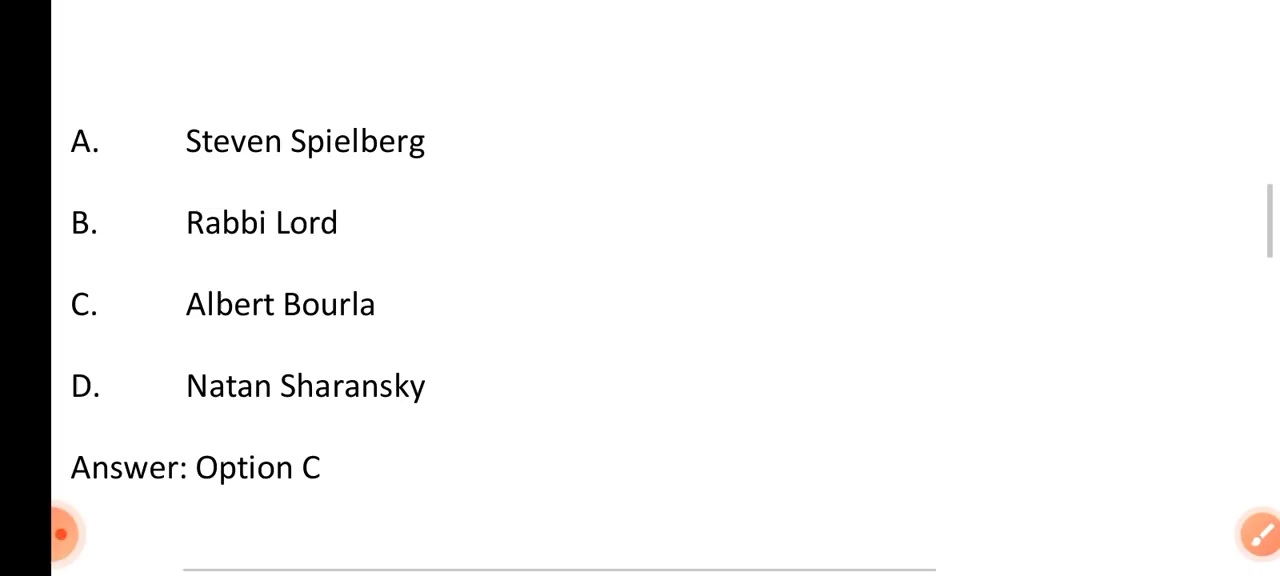 A. Steven Spielberg
B. Rabbi Lord
C. Albert Bourla
D. Natan Sharansky
Answer: Option C